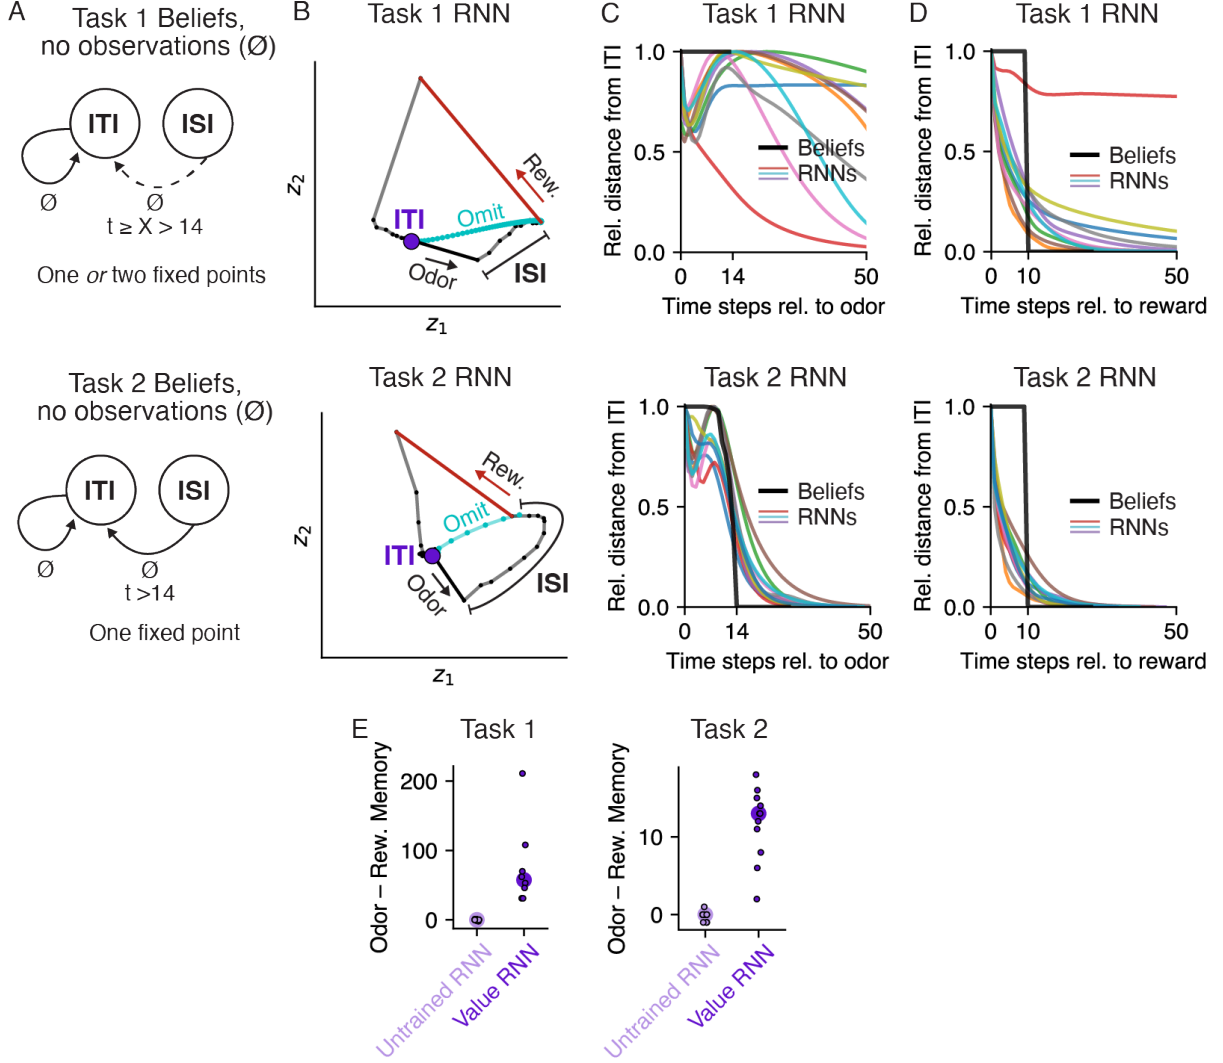 A
Task 1 Beliefs,
no observations (Ø)
ITI
ISI
Ø
Ø
t ≥ X > 14
One or two fixed points
B
Task 1 RNN
z2
Rew.
ITI
Omit
Odor
ISI
z1
C
Task 1 RNN
Rel. distance from ITI
1.0
0.5
0.0
Beliefs
RNNs
0
14
50
Time steps rel. to odor
D
Task 1 RNN
Rel. distance from ITI
1.0
0.5
0.0
Beliefs
RNNs
0
10
50
Time steps rel. to reward
Task 2 Beliefs,
no observations (Ø)
ITI
ISI
Ø
Ø
t >14
One fixed point
Task 2 RNN
z2
Rew.
Omit
ITI
Odor
ISI
z1
Task 2 RNN
Rel. distance from ITI
1.0
0.5
0.0
Beliefs
RNNs
0
14
50
Time steps rel. to odor
Task 2 RNN
Rel. distance from ITI
1.0
0.5
0.0
Beliefs
RNNs
0
10
50
Time steps rel. to reward
E
Task 1
Odor – Rew. Memory
200
100
0
Untrained RNN
Value RNN
Task 2
Odor – Rew. Memory
10
0
Untrained RNN
Value RNN